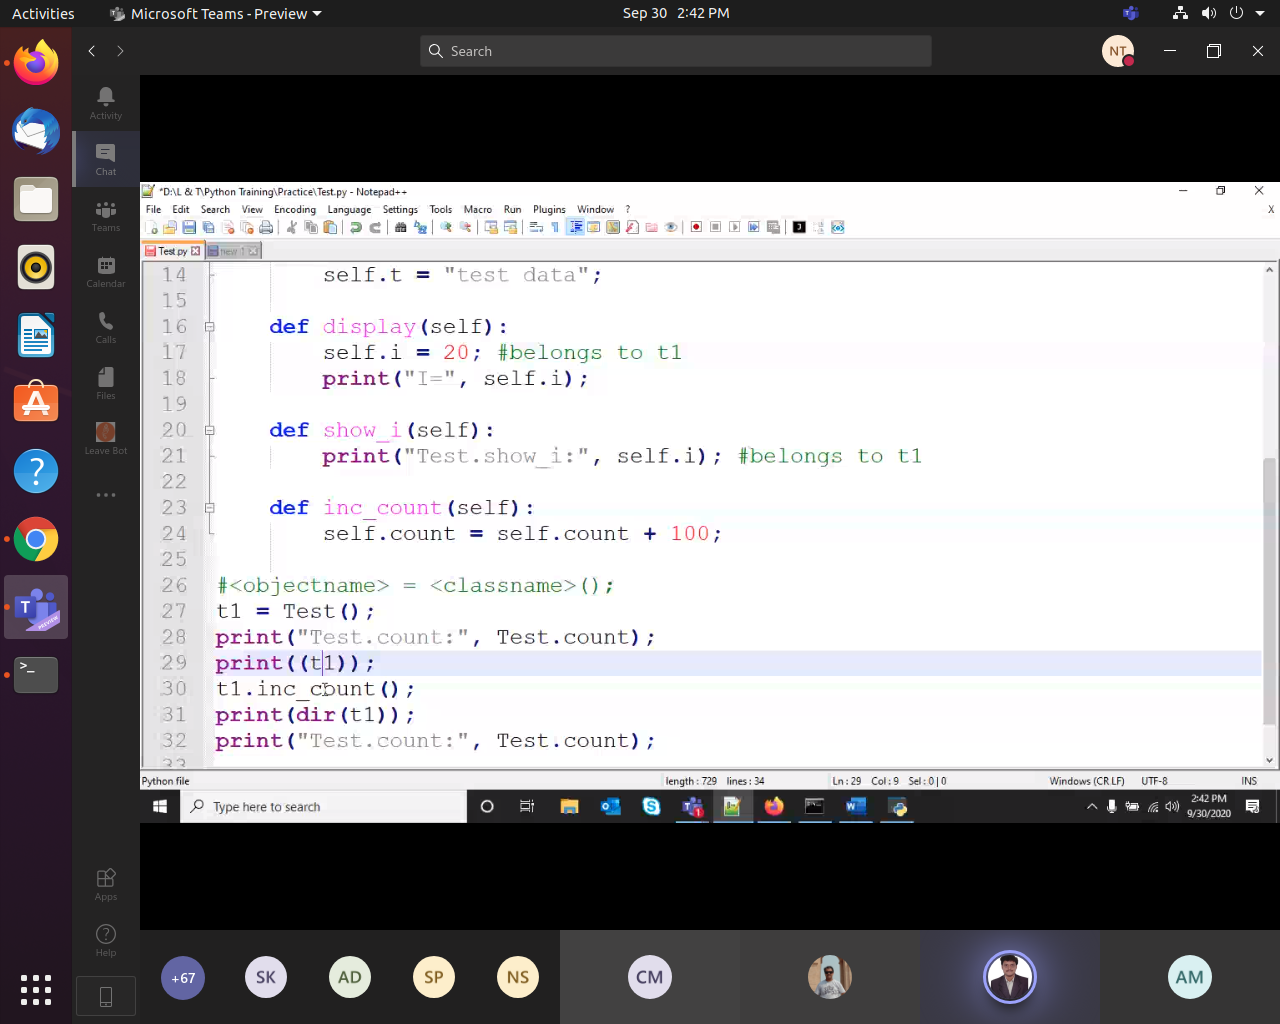 Activities
Microsoft Teams - Preview
Sep 30 2:42 PM
Search
NT
Activity
Chat
Teams
Calendar
Calls
Files
Leave Bot
Apps
Help
*D:\L & T\Python Training\Practice\Test.py - Notepad++
File Edit Search View Encoding Language Settings Tools Macro Run Plugins Window ? X
Test.py new 1
14 self.t = "test data";
15
16 def display(self):
17 self.i = 20; #belongs to t1
18 print("I=", self.i);
19
20 def show_i(self):
21 print("Test.show_i:", self.i); #belongs to t1
22
23 def inc_count(self):
24 self.count = self.count + 100;
25
26 #<objectname> = <classname>();
27 t1 = Test();
28 print("Test.count:", Test.count);
29 print((t1));
30 t1.inc_count();
31 print(dir(t1));
32 print("Test.count:", Test.count);
33
Python file length : 729 lines : 34 Ln : 29 Col : 9 Sel : 0 | 0 Windows (CR LF) UTF-8 INS
Type here to search
2:42 PM
9/30/2020
+67 SK AD SP NS CM AM